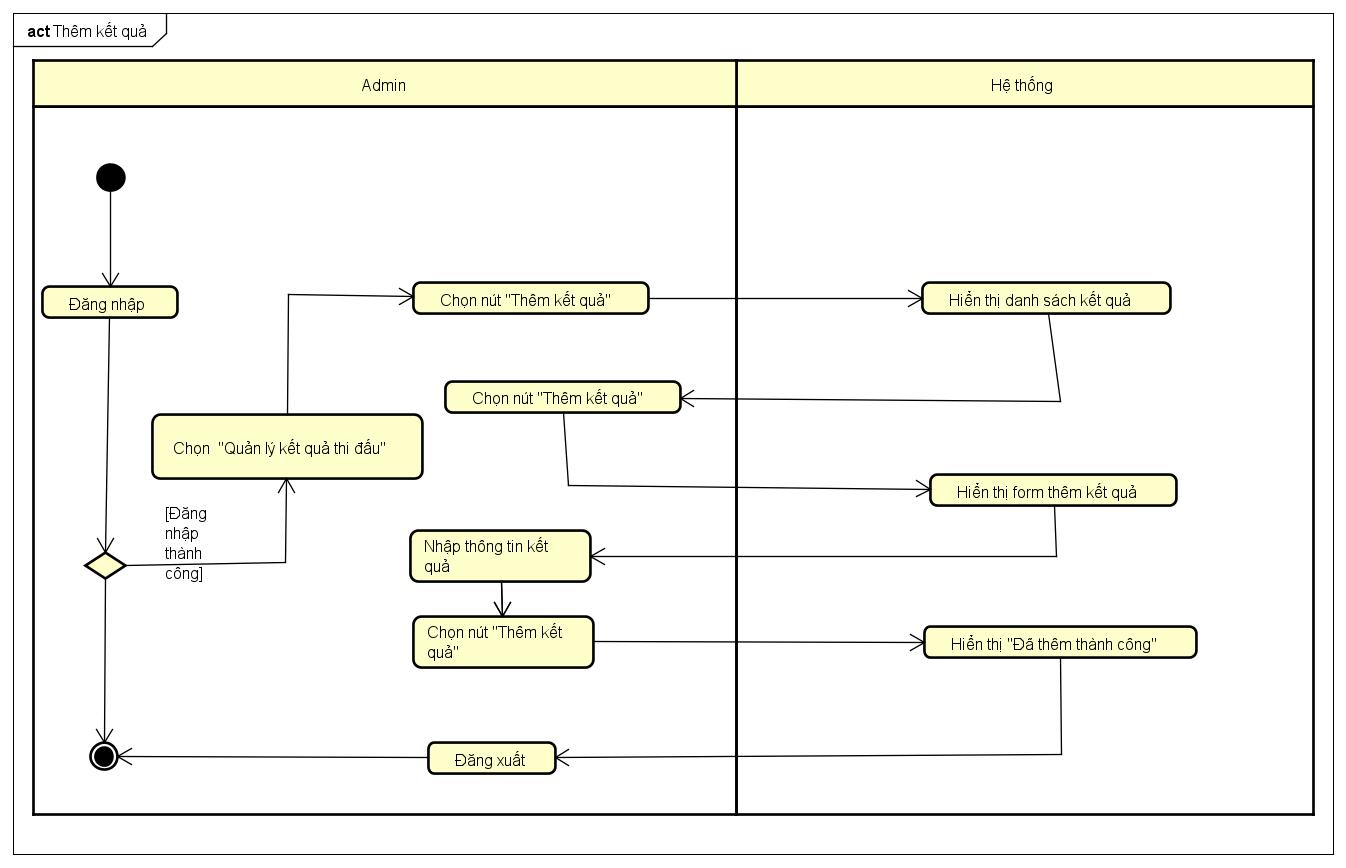 act Thêm kết quả
Admin
Hệ thống
Đăng nhập
Chọn nút "Thêm kết quả"
Hiển thị danh sách kết quả
Chọn nút "Thêm kết quả"
Chọn "Quản lý kết quả thi đấu"
Hiển thị form thêm kết quả
[Đăng
nhập
thành
công]
Nhập thông tin kết
quả
Chọn nút "Thêm kết
quả"
Hiển thị "Đã thêm thành công"
Đăng xuất